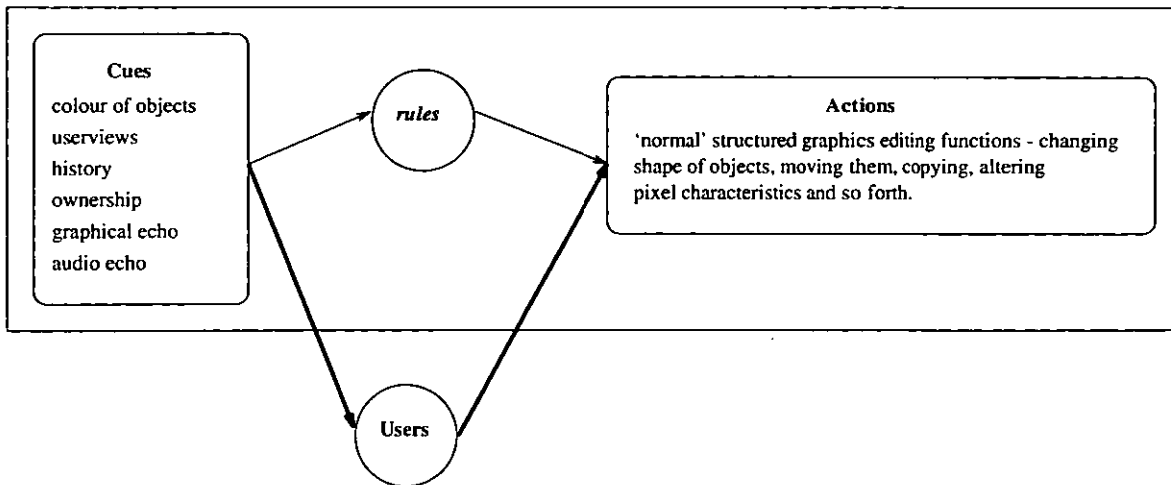 Cues
colour of objects
userviews
history
ownership
graphical echo
audio echo
rules
Actions
‘normal’ structured graphics editing functions - changing
shape of objects, moving them, copying, altering
pixel characteristics and so forth.
Users